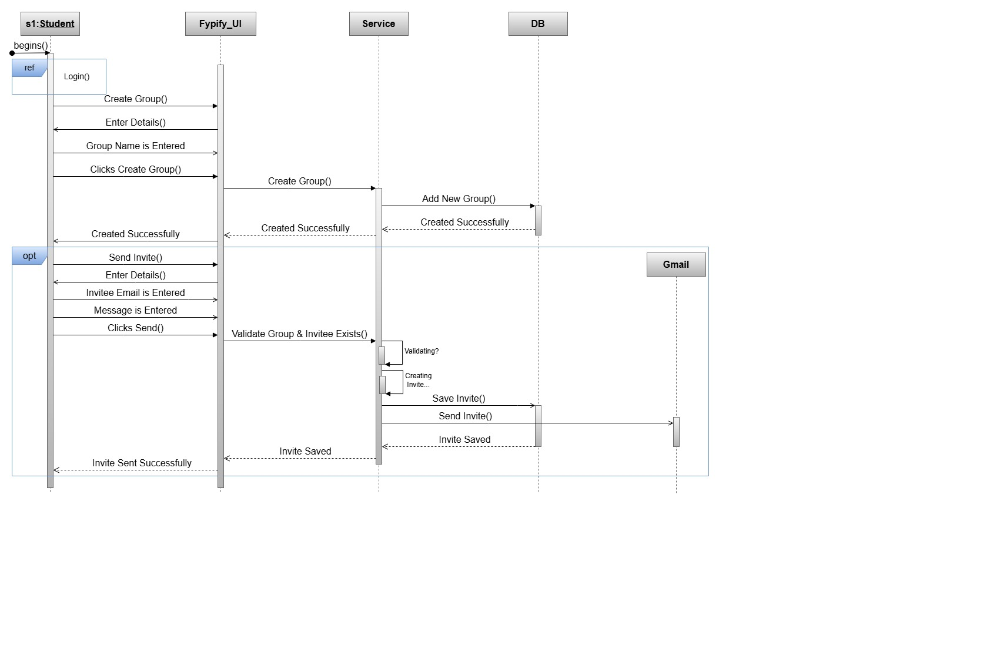 s1:Student
Fypify_UI
Service
DB
begins()
ref
Login()
Create Group()
Enter Details()
Group Name is Entered
Clicks Create Group()
Create Group()
Add New Group()
Created Successfully
Created Successfully
Created Successfully
opt
Send Invite()
Gmail
Enter Details()
Invitee Email is Entered
Message is Entered
Clicks Send()
Validate Group & Invitee Exists()
Validating?
Creating
Invite...
Save Invite()
Send Invite()
Invite Saved
Invite Saved
Invite Sent Successfully